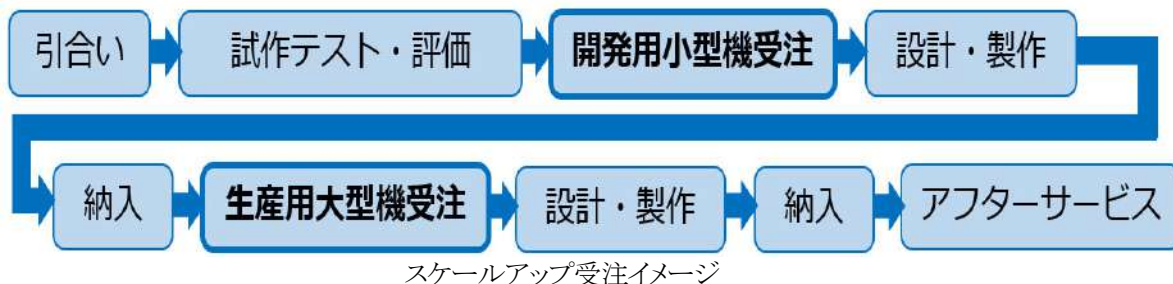 引合い 試作テスト・評価 開発用小型機受注 設計・製作
納入 生産用大型機受注 設計・製作 納入 アフターサービス
スケールアップ受注イメージ